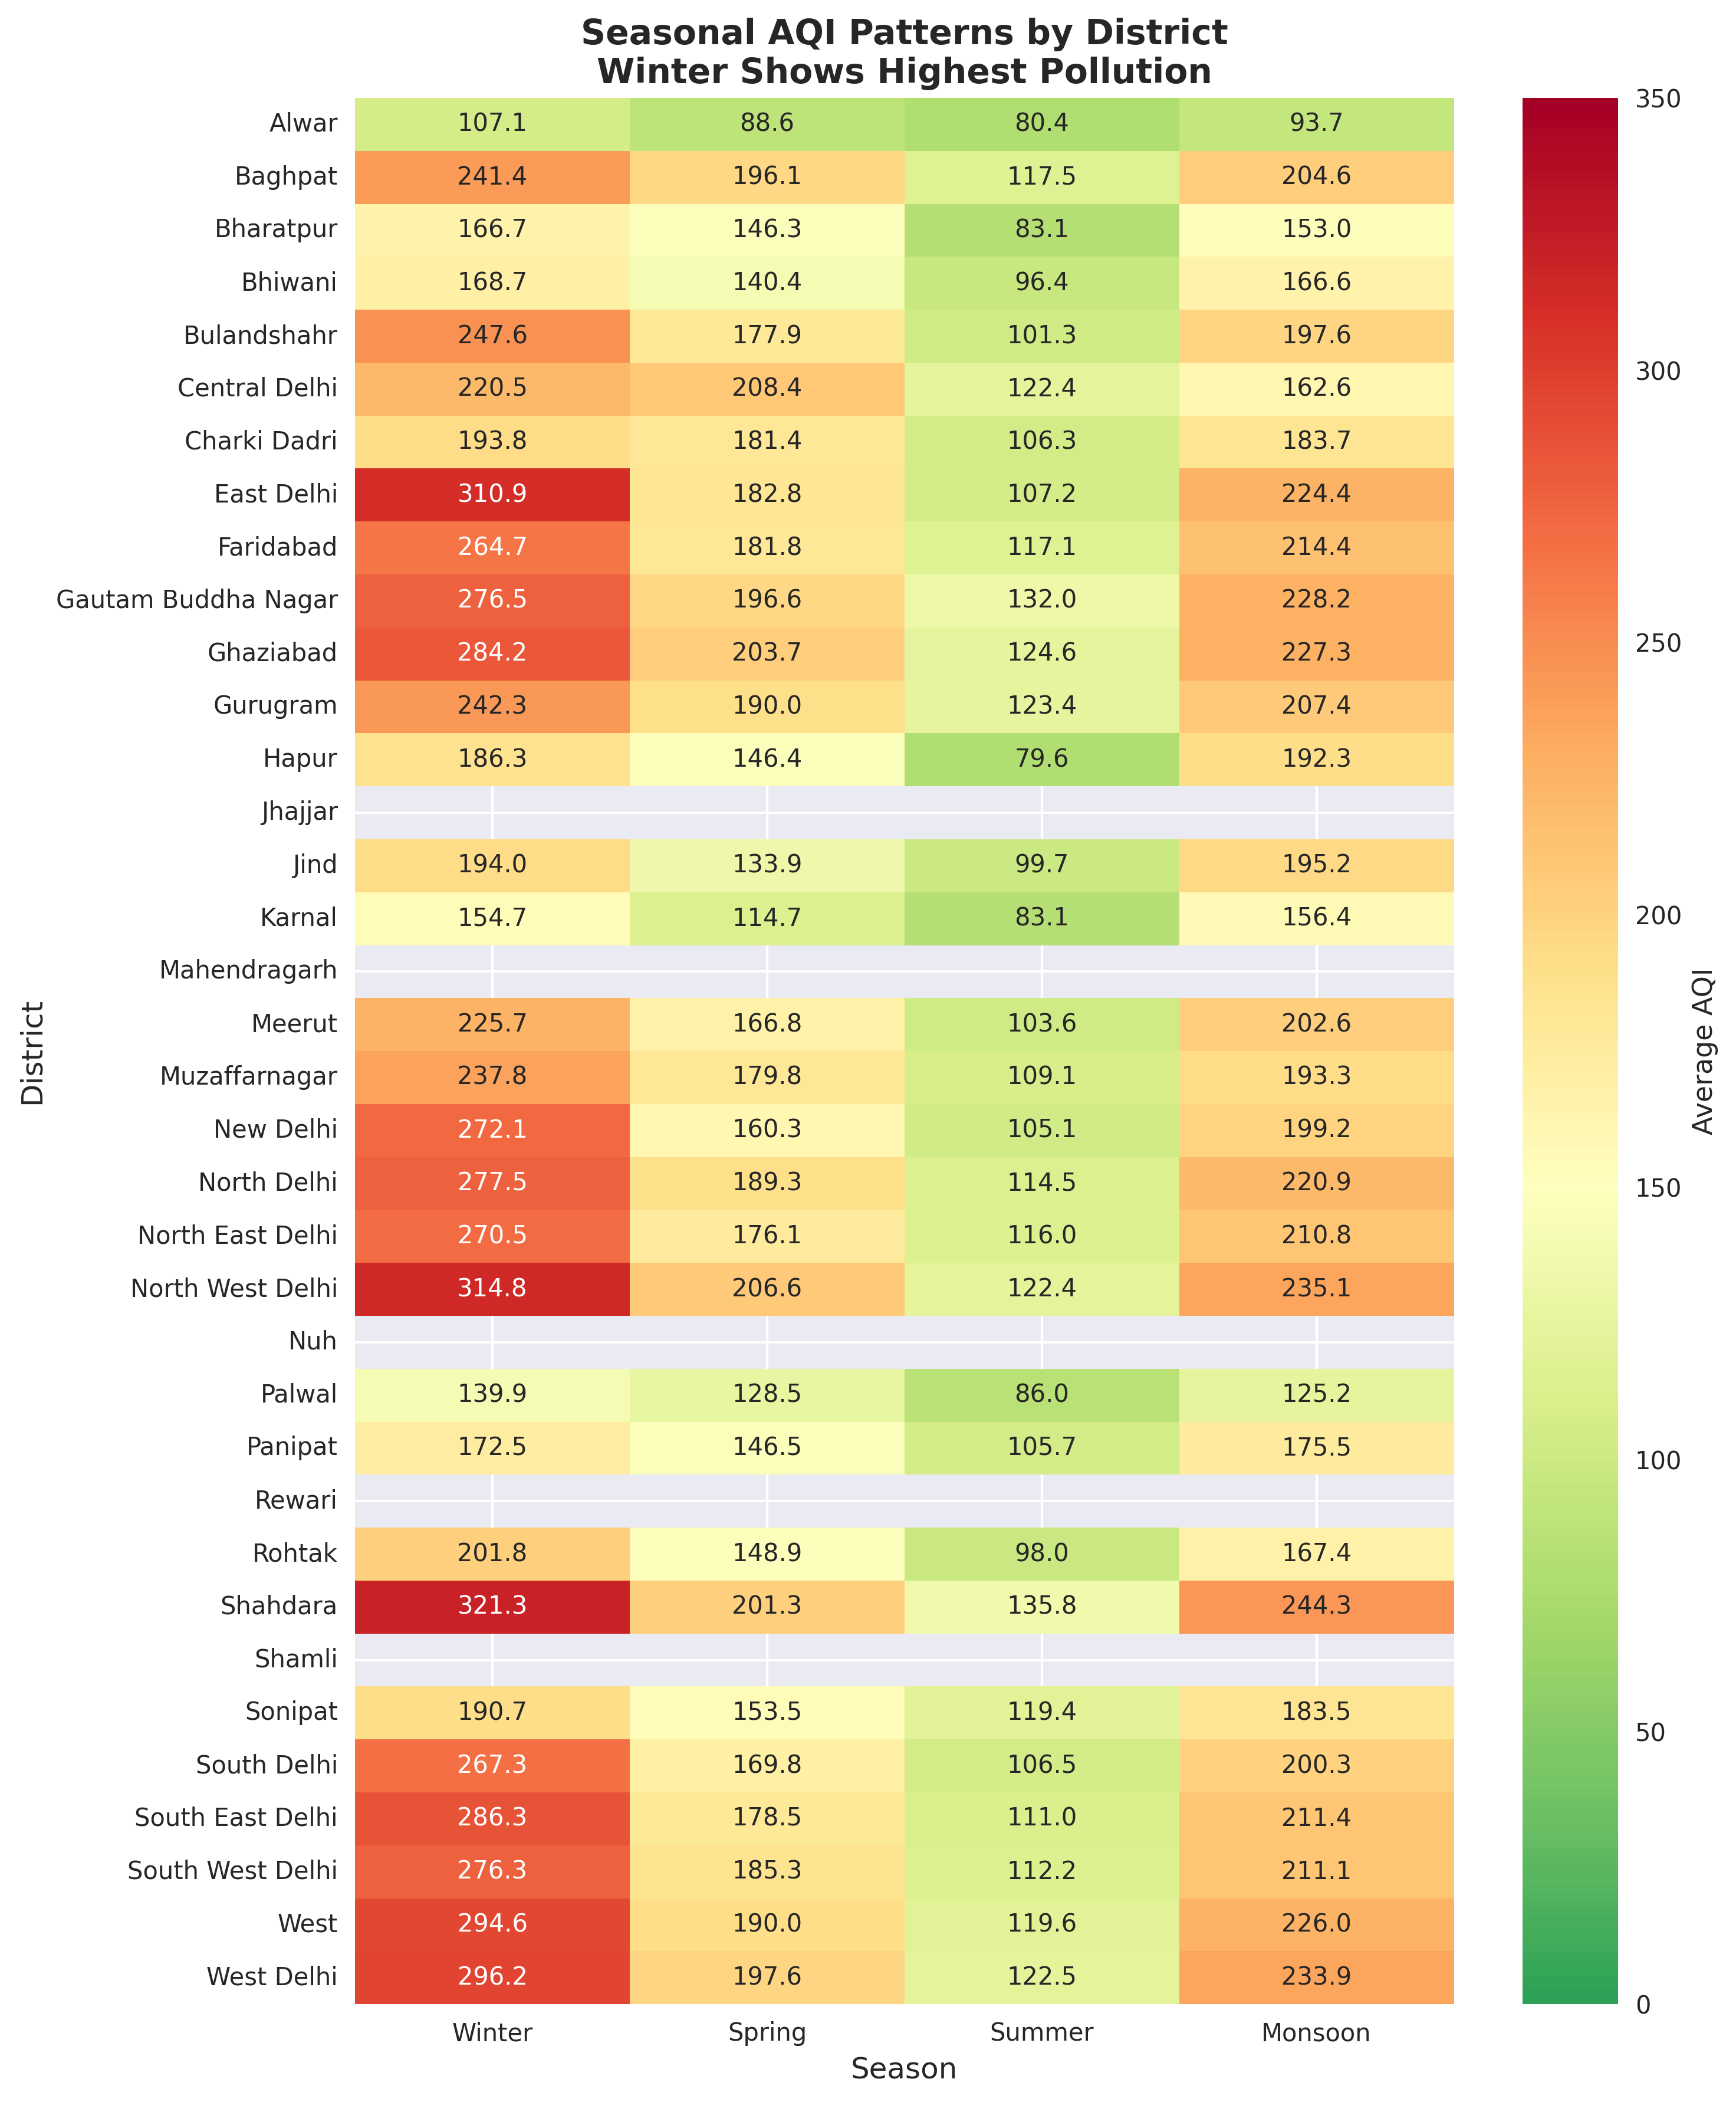 Seasonal AQI Patterns by District
Winter Shows Highest Pollution
Alwar 107.1 88.6 80.4 93.7
Baghpat 241.4 196.1 117.5 204.6
Bharatpur 166.7 146.3 83.1 153.0
Bhiwani 168.7 140.4 96.4 166.6
Bulandshahr 247.6 177.9 101.3 197.6
Central Delhi 220.5 208.4 122.4 162.6
Charki Dadri 193.8 181.4 106.3 183.7
East Delhi 310.9 182.8 107.2 224.4
Faridabad 264.7 181.8 117.1 214.4
Gautam Buddha Nagar 276.5 196.6 132.0 228.2
Ghaziabad 284.2 203.7 124.6 227.3
Gurugram 242.3 190.0 123.4 207.4
Hapur 186.3 146.4 79.6 192.3
Jhajjar
Jind 194.0 133.9 99.7 195.2
Karnal 154.7 114.7 83.1 156.4
Mahendragarh
Meerut 225.7 166.8 103.6 202.6
Muzaffarnagar 237.8 179.8 109.1 193.3
New Delhi 272.1 160.3 105.1 199.2
North Delhi 277.5 189.3 114.5 220.9
North East Delhi 270.5 176.1 116.0 210.8
North West Delhi 314.8 206.6 122.4 235.1
Nuh
Palwal 139.9 128.5 86.0 125.2
Panipat 172.5 146.5 105.7 175.5
Rewari
Rohtak 201.8 148.9 98.0 167.4
Shahdara 321.3 201.3 135.8 244.3
Shamli
Sonipat 190.7 153.5 119.4 183.5
South Delhi 267.3 169.8 106.5 200.3
South East Delhi 286.3 178.5 111.0 211.4
South West Delhi 276.3 185.3 112.2 211.1
West 294.6 190.0 119.6 226.0
West Delhi 296.2 197.6 122.5 233.9
Winter Spring Summer Monsoon
Season
District
350
300
250
200
150
100
50
0
Average AQI